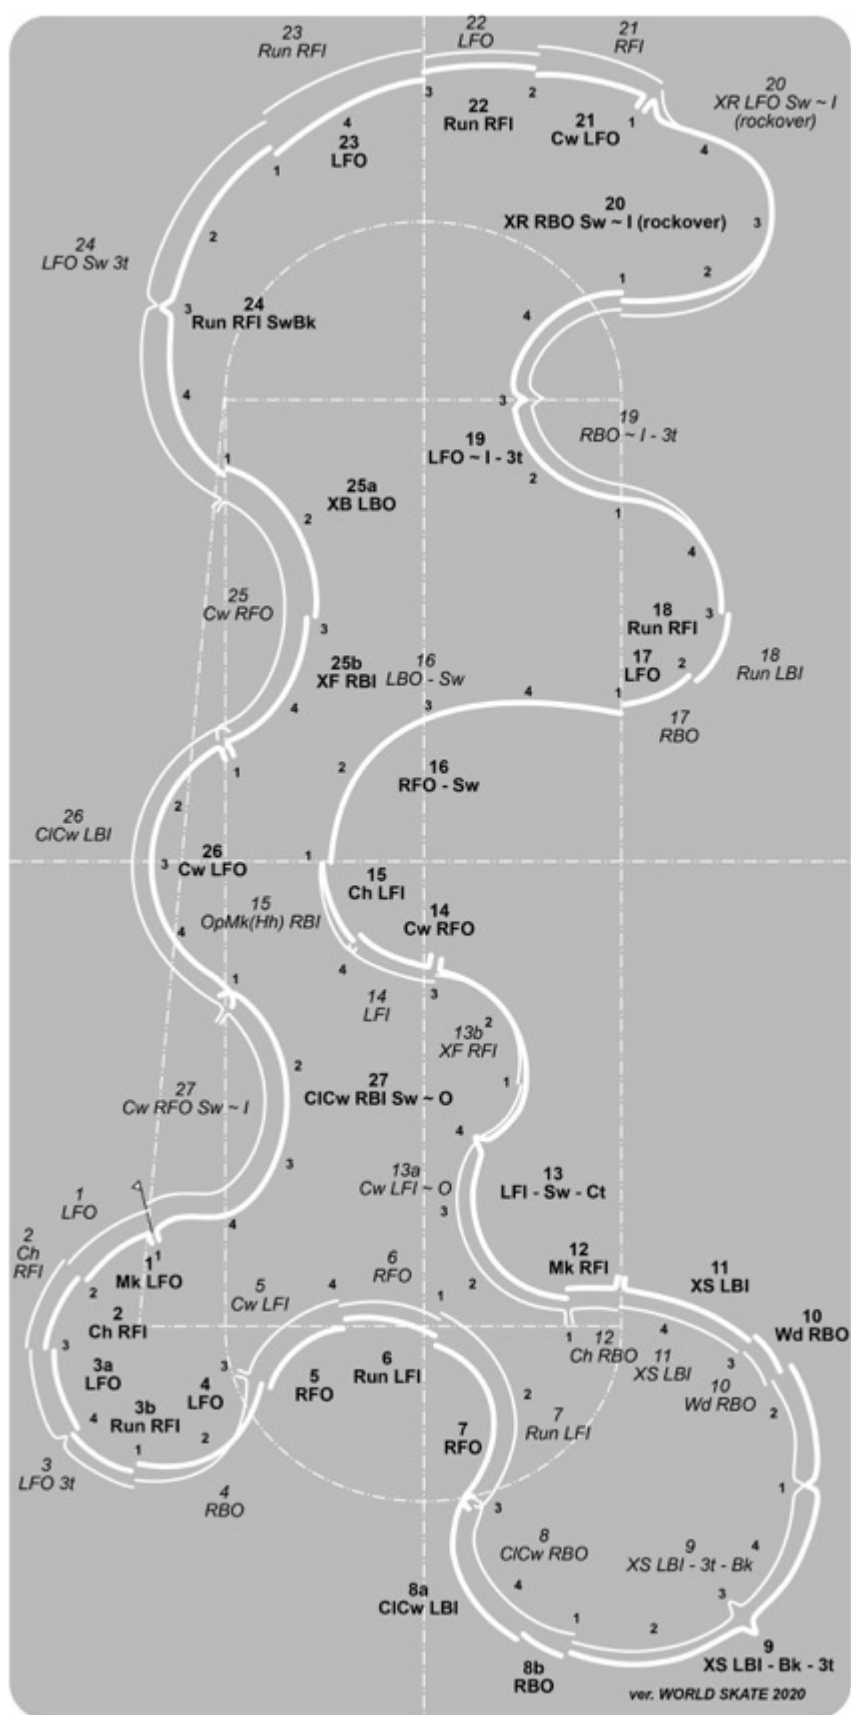 22
LFO
23
Run RFI
21
RFI
20
XR LFO Sw ~ I
(rockover)
3
2
4
22
Run RFI
1
21
Cw LFO
23
LFO
1
4
20
XR RBO Sw ~ I (rockover)
3
2
24
LFO Sw 3t
2
1
3
24
Run RFI SwBk
4
4
3
19
RBO ~ I - 3t
19
LFO ~ I - 3t
1
25a
XB LBO
2
2
1
4
25
Cw RFO
3
18
Run RFI
3
25b
XF RBI
16
LBO - Sw
17
LFO
2
18
Run LBI
4
4
3
1
17
RBO
1
2
16
RFO - Sw
2
26
ClCw LBI
3
26
Cw LFO
1
15
Ch LFI
15
OpMk(Hh) RBI
14
Cw RFO
4
4
1
14
LFI
3
13b
XF RFI
2
2
27
Cw RFO Sw ~ I
27
ClCw RBI Sw ~ O
1
4
3
13a
Cw LFI ~ O
13
LFI - Sw - Ct
1
LFO
3
4
2
Ch
RFI
1
1
Mk LFO
12
Mk RFI
11
XS LBI
6
RFO
5
Cw LFI
4
1
2
2
2
Ch RFI
1
12
Ch RBO
4
11
XS LBI
10
Wd RBO
3
3
10
Wd RBO
3a
LFO
3
4
LFO
5
RFO
6
Run LFI
2
4
3b
Run RFI
2
7
RFO
7
Run LFI
2
1
3
LFO 3t
4
RBO
1
3
8
ClCw RBO
9
XS LBI - 3t - Bk
4
8a
ClCw LBI
4
3
1
2
8b
RBO
9
XS LBI - Bk - 3t
ver. WORLD SKATE 2020